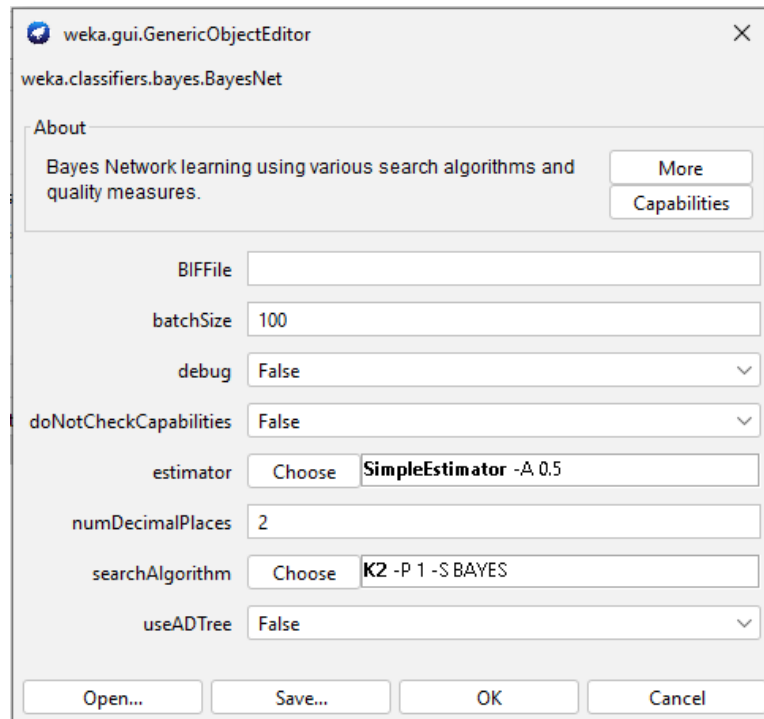 weka.gui.GenericObjectEditor
weka.classifiers.bayes.BayesNet
About
Bayes Network learning using various search algorithms and
quality measures.
More
Capabilities
BIFFile
batchSize 100
debug False
doNotCheckCapabilities False
estimator Choose SimpleEstimator -A 0.5
numDecimalPlaces 2
searchAlgorithm Choose K2 -P 1 -S BAYES
useADTree False
Open... Save... OK Cancel